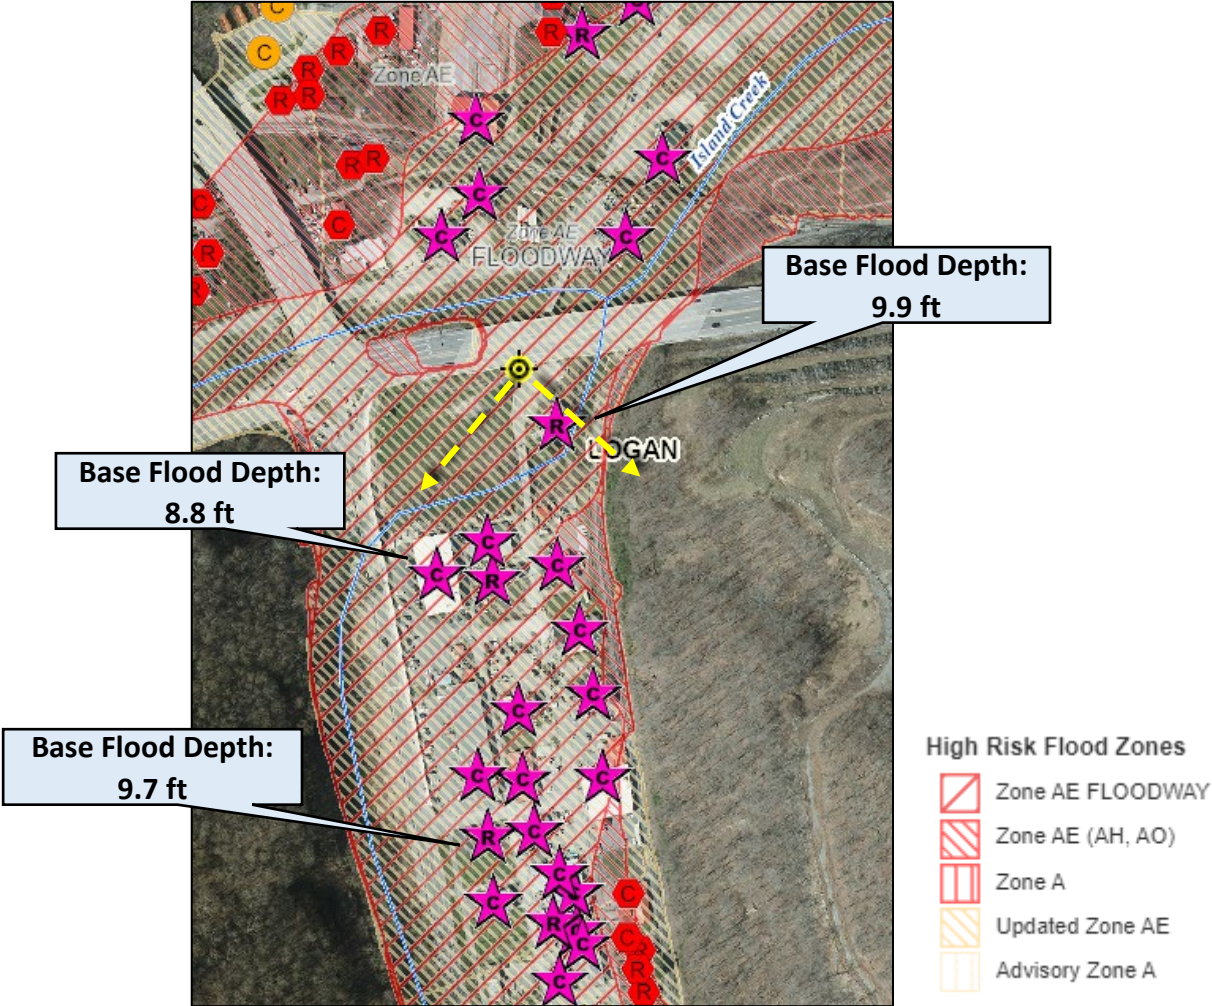 C
C
R
R
R
R
R
R
R
C
Zone AE
C
Island Creek
R
R
C
C
C
C
R
R
C
C
Zone AE
FLOODWAY
Base Flood Depth:
9.9 ft
R
LOGAN
Base Flood Depth:
8.8 ft
C
C
R
C
C
C
C
Base Flood Depth:
9.7 ft
C
C
C
R
C
C
C
C
R
C
C
C
C
R
R
High Risk Flood Zones
Zone AE FLOODWAY
Zone AE (AH, AO)
Zone A
Updated Zone AE
Advisory Zone A